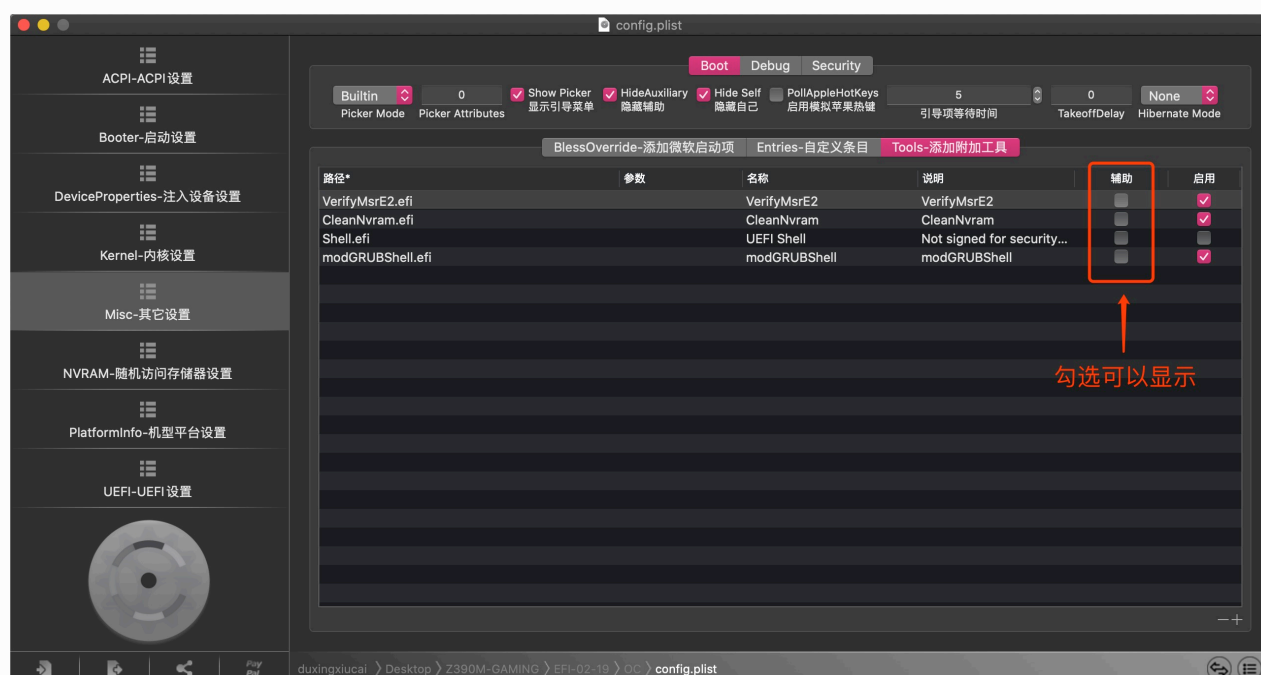 config.plist
ACPI-ACPI设置
Booter-启动设置
DeviceProperties-注入设备设置
Kernel-内核设置
Misc-其它设置
NVRAM-随机访问存储器设置
PlatformInfo-机型平台设置
UEFI-UEFI设置
Pay
Pal
Boot Debug Security
Builtin 0 Show Picker HideAuxiliary Hide Self PollAppleHotKeys 5 0 None
显示引导菜单 隐藏辅助 隐藏自己 启用模拟苹果热键
Picker Mode Picker Attributes 引导项等待时间 TakeoffDelay Hibernate Mode
BlessOverride-添加微软启动项 Entries-自定义条目 Tools-添加附加工具
路径* 参数 名称 说明 辅助 启用
VerifyMsrE2.efi VerifyMsrE2 VerifyMsrE2
CleanNvram.efi CleanNvram CleanNvram
Shell.efi UEFI Shell Not signed for security...
modGRUBShell.efi modGRUBShell modGRUBShell
勾选可以显示
duxingxiucai 〉Desktop 〉Z390M-GAMING 〉EFI-02-19 〉OC 〉config.plist